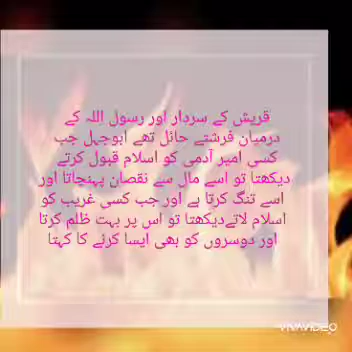 قریش کے سردار اور رسول اللہ کے
درمیان فرشتے حائل تھے ابوجہل جب
کسی امیر آدمی کو اسلام قبول کرتے
دیکھتا تو اسے مال سے نقصان پہنچاتا اور
اسے تنگ کرتا ہے اور جب کسی غریب کو
اسلام لاتےدیکھتا تو اس پر بہت ظلم کرتا
اور دوسروں کو بھی ایسا کرنے کا کہتا
VIVAVIDEO